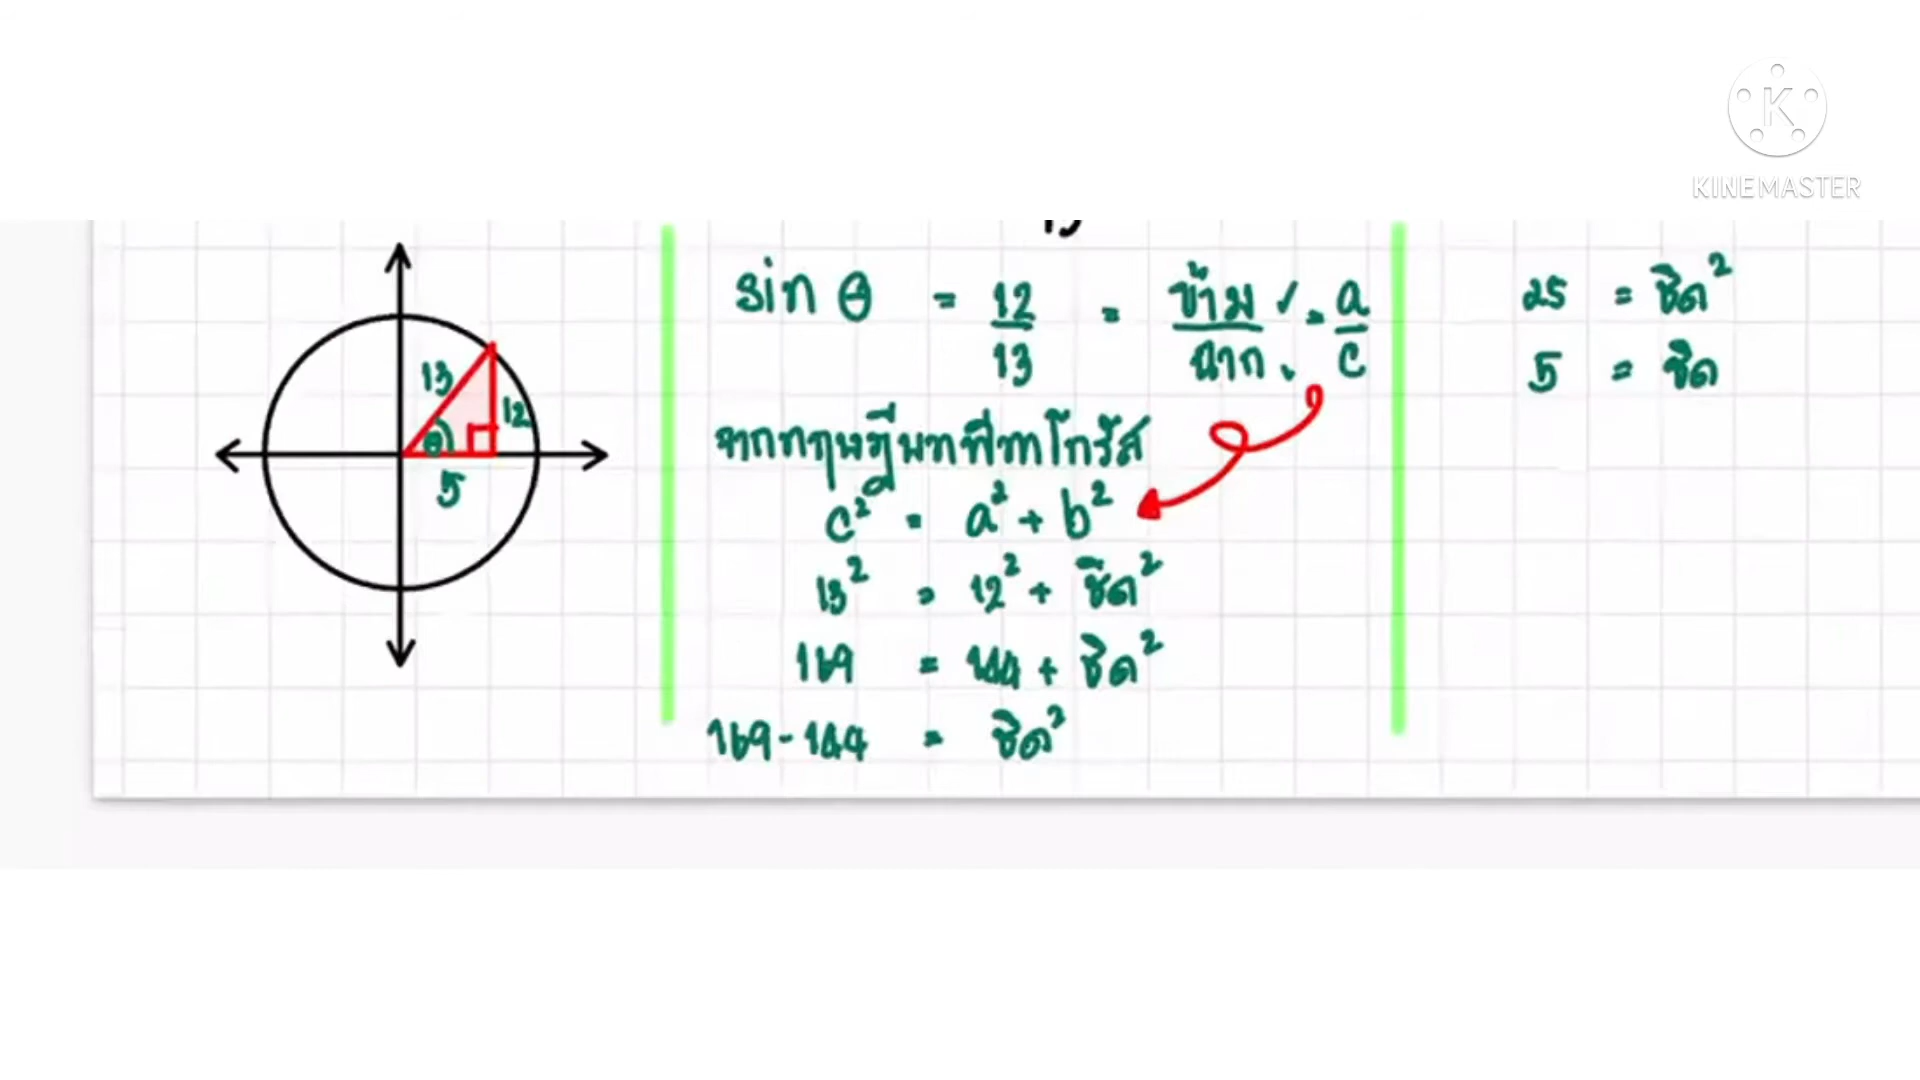 KINEMASTER
13
12
θ
5
sin θ = 12/13 = ข้าม/ฉาก = a/c
จากทฤษฎีบทพีทาโกรัส
c² = a² + b²
13² = 12² + ชิด²
169 = 144 + ชิด²
169 - 144 = ชิด²
25 = ชิด²
5 = ชิด